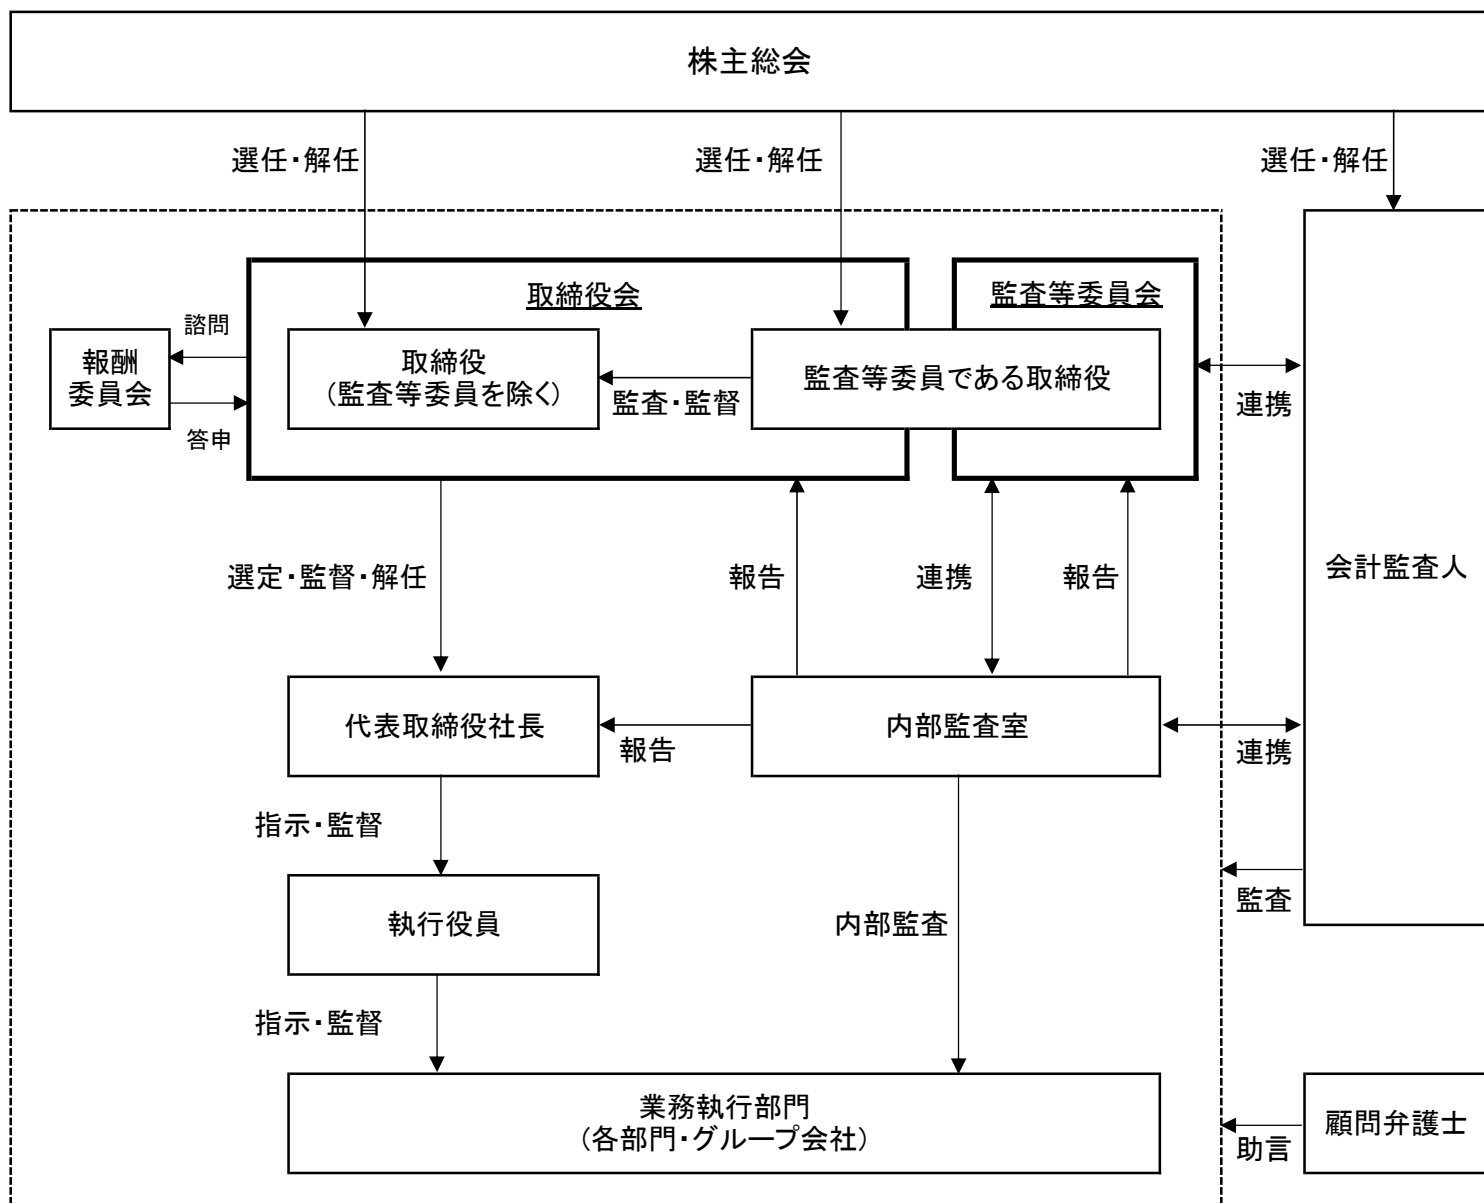 株主総会
選任・解任
選任・解任
選任・解任
取締役会
監査等委員会
諮問
報酬
委員会
答申
取締役
(監査等委員を除く)
監査・監督
監査等委員である取締役
連携
選定・監督・解任
報告
連携
報告
会計監査人
代表取締役社長
報告
内部監査室
連携
指示・監督
執行役員
内部監査
監査
指示・監督
業務執行部門
(各部門・グループ会社)
助言
顧問弁護士